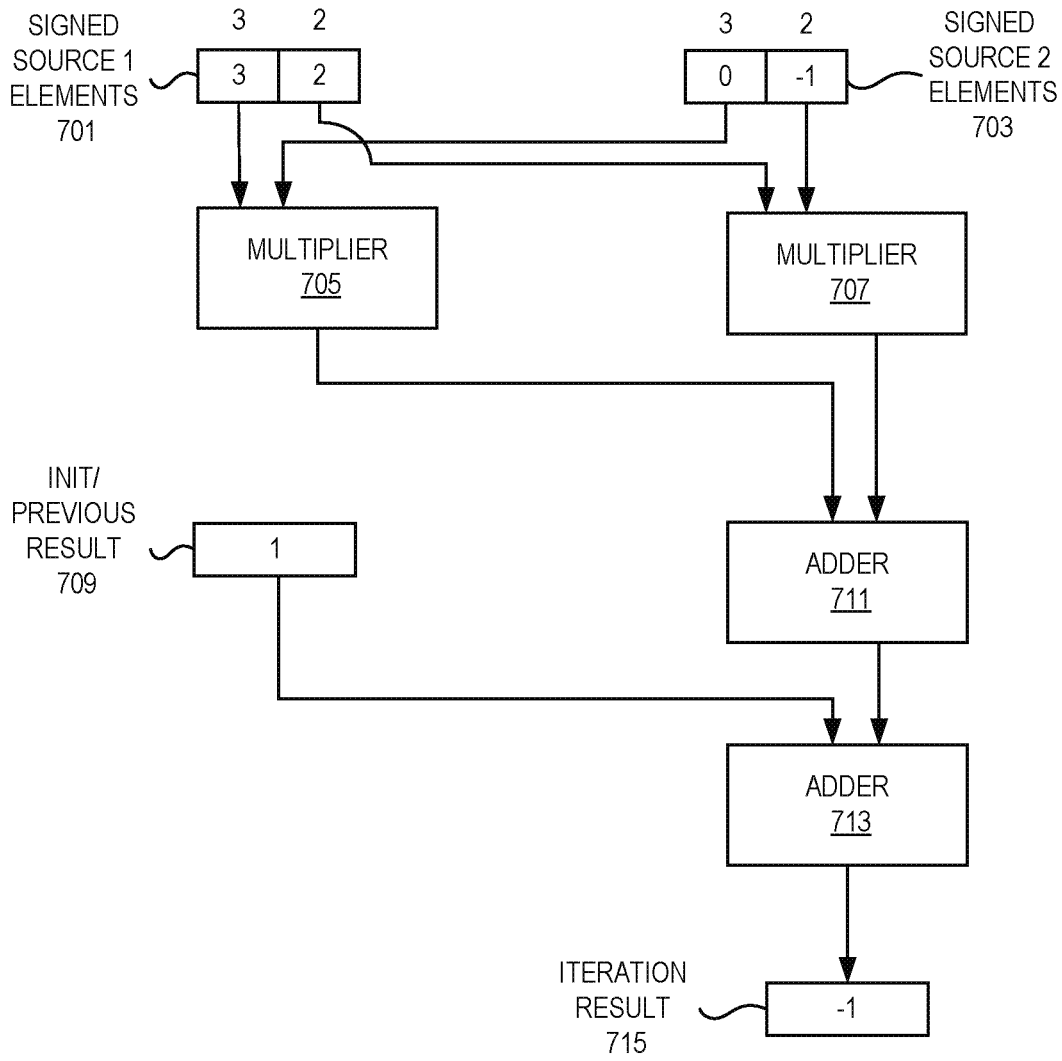 SIGNED
SOURCE 1
ELEMENTS
701
3 2
3 2
3 2
0 -1
SIGNED
SOURCE 2
ELEMENTS
703
MULTIPLIER
705
MULTIPLIER
707
INIT/
PREVIOUS
RESULT
709
1
ADDER
711
ADDER
713
ITERATION
RESULT
715
-1